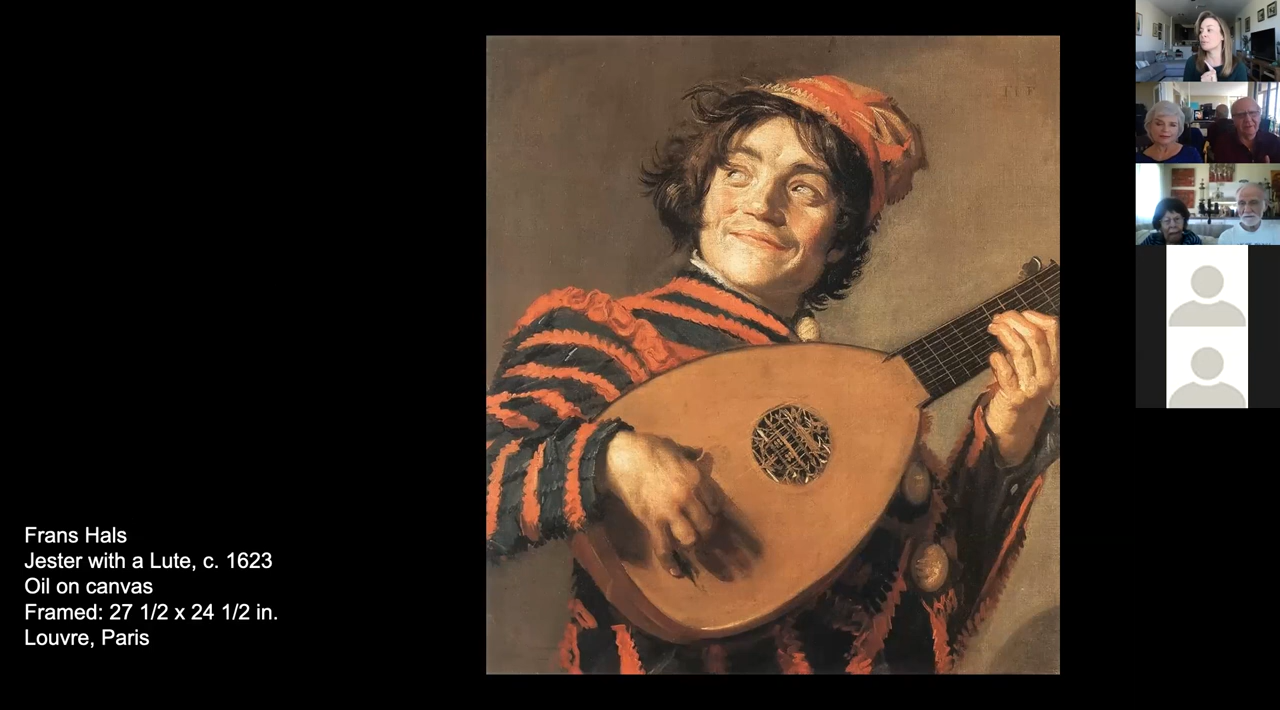 Frans Hals
Jester with a Lute, c. 1623
Oil on canvas
Framed: 27 1/2 x 24 1/2 in.
Louvre, Paris